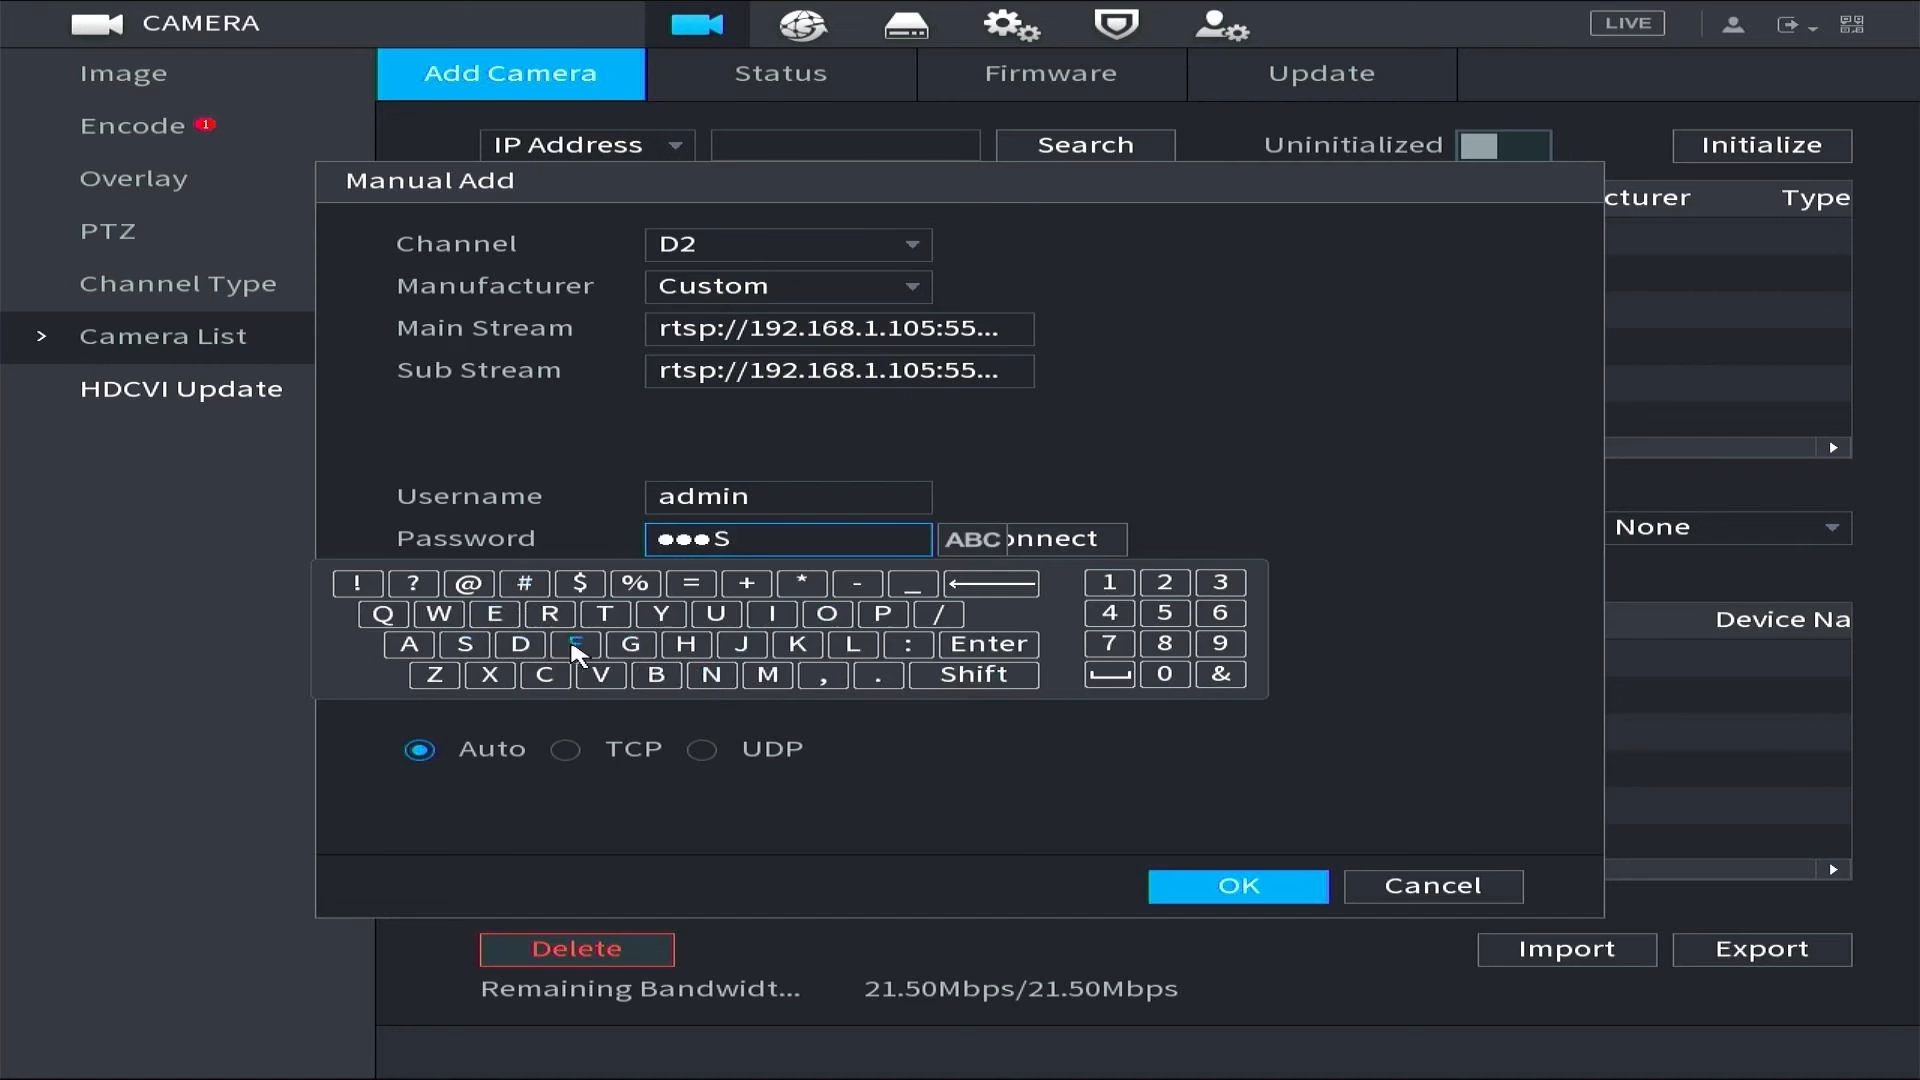 CAMERA
LIVE
Image
Encode 1
Overlay
PTZ
Channel Type
> Camera List
HDCVI Update
Add Camera Status Firmware Update
IP Address Search Uninitialized Initialize
cturer Type
Manual Add
Channel D2
Manufacturer Custom
Main Stream rtsp://192.168.1.105:55...
Sub Stream rtsp://192.168.1.105:55...
Username admin
Password ●●●S ABC onnect
None
! ? @ # $ % = + * - _ 1 2 3
Q W E R T Y U I O P / 4 5 6
A S D F G H J K L : Enter 7 8 9
Z X C V B N M , . Shift 0 &
Device Na
Auto TCP UDP
OK Cancel
Delete Import Export
Remaining Bandwidt... 21.50Mbps/21.50Mbps